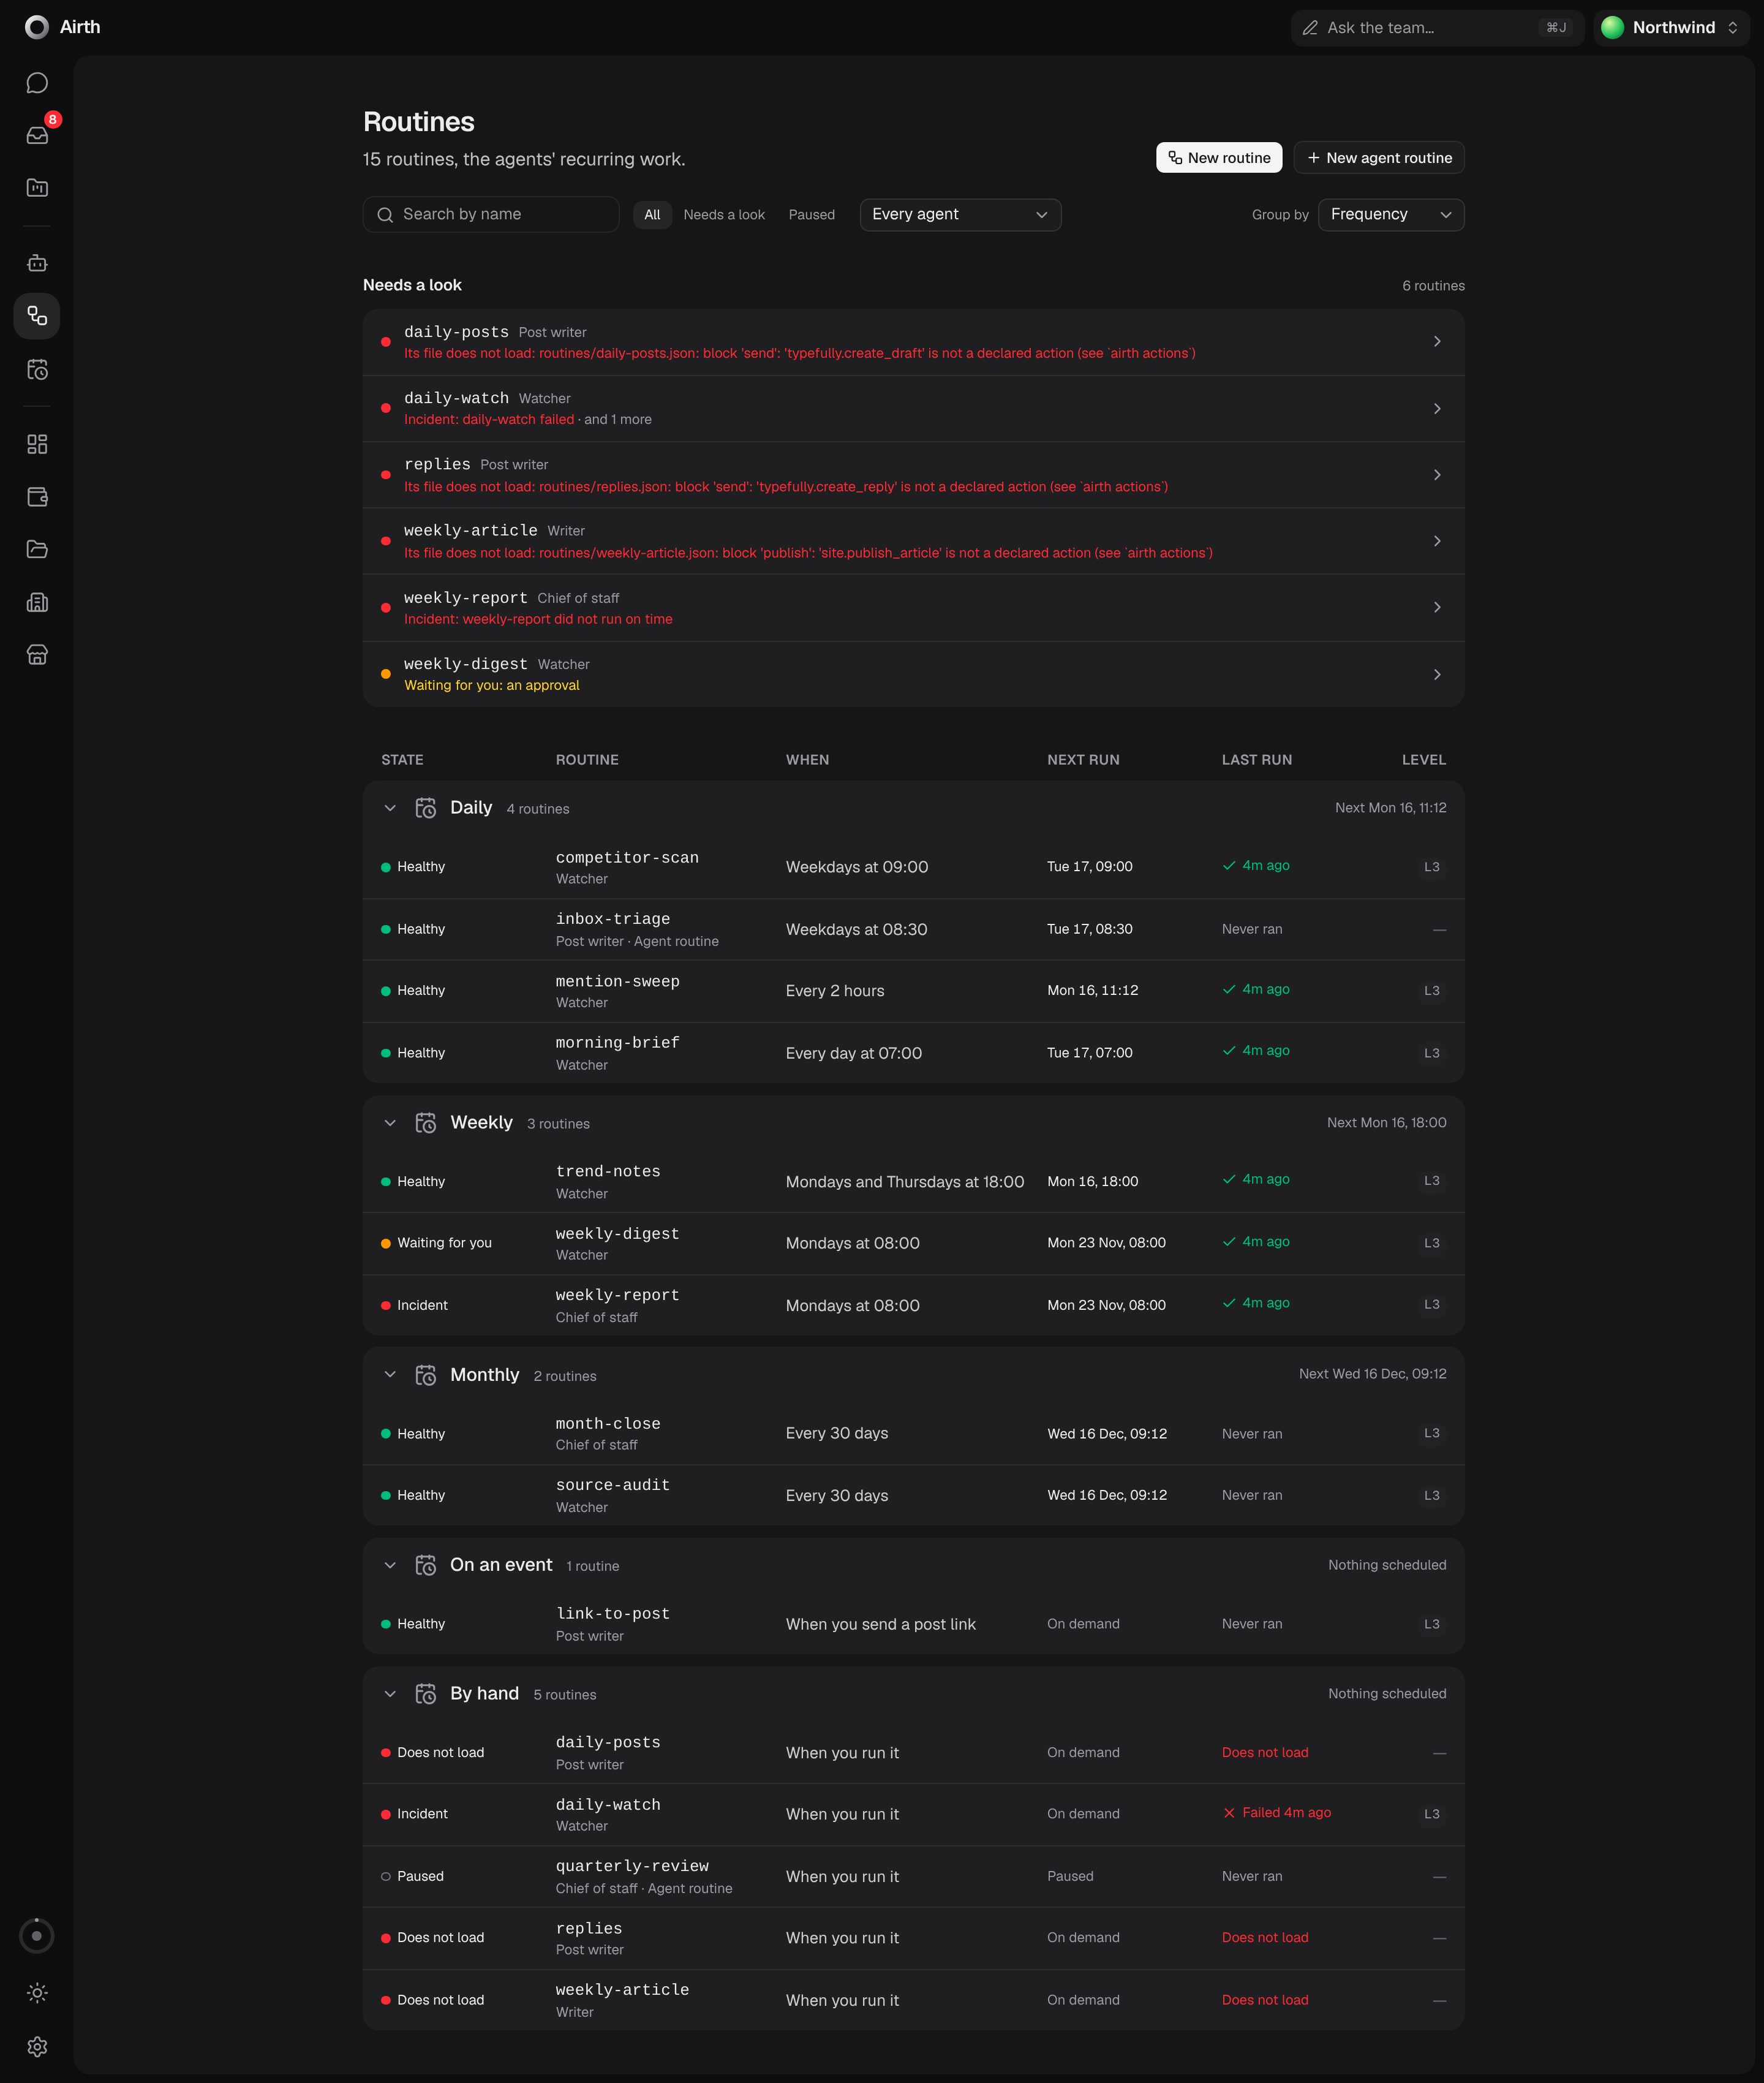 Airth
Ask the team... ⌘J
Northwind
8
Routines
15 routines, the agents' recurring work.
New routine
New agent routine
Search by name
All
Needs a look
Paused
Every agent
Group by
Frequency
Needs a look
6 routines
daily-posts Post writer
Its file does not load: routines/daily-posts.json: block 'send': 'typefully.create_draft' is not a declared action (see `airth actions`)
daily-watch Watcher
Incident: daily-watch failed · and 1 more
replies Post writer
Its file does not load: routines/replies.json: block 'send': 'typefully.create_reply' is not a declared action (see `airth actions`)
weekly-article Writer
Its file does not load: routines/weekly-article.json: block 'publish': 'site.publish_article' is not a declared action (see `airth actions`)
weekly-report Chief of staff
Incident: weekly-report did not run on time
weekly-digest Watcher
Waiting for you: an approval
STATE ROUTINE WHEN NEXT RUN LAST RUN LEVEL
Daily 4 routines Next Mon 16, 11:12
Healthy competitor-scan Weekdays at 09:00 Tue 17, 09:00 4m ago L3
Watcher
Healthy inbox-triage Weekdays at 08:30 Tue 17, 08:30 Never ran —
Post writer · Agent routine
Healthy mention-sweep Every 2 hours Mon 16, 11:12 4m ago L3
Watcher
Healthy morning-brief Every day at 07:00 Tue 17, 07:00 4m ago L3
Watcher
Weekly 3 routines Next Mon 16, 18:00
Healthy trend-notes Mondays and Thursdays at 18:00 Mon 16, 18:00 4m ago L3
Watcher
Waiting for you weekly-digest Mondays at 08:00 Mon 23 Nov, 08:00 4m ago L3
Watcher
Incident weekly-report Mondays at 08:00 Mon 23 Nov, 08:00 4m ago L3
Chief of staff
Monthly 2 routines Next Wed 16 Dec, 09:12
Healthy month-close Every 30 days Wed 16 Dec, 09:12 Never ran L3
Chief of staff
Healthy source-audit Every 30 days Wed 16 Dec, 09:12 Never ran L3
Watcher
On an event 1 routine Nothing scheduled
Healthy link-to-post When you send a post link On demand Never ran L3
Post writer
By hand 5 routines Nothing scheduled
Does not load daily-posts When you run it On demand Does not load —
Post writer
Incident daily-watch When you run it On demand Failed 4m ago L3
Watcher
Paused quarterly-review When you run it Paused Never ran —
Chief of staff · Agent routine
Does not load replies When you run it On demand Does not load —
Post writer
Does not load weekly-article When you run it On demand Does not load —
Writer